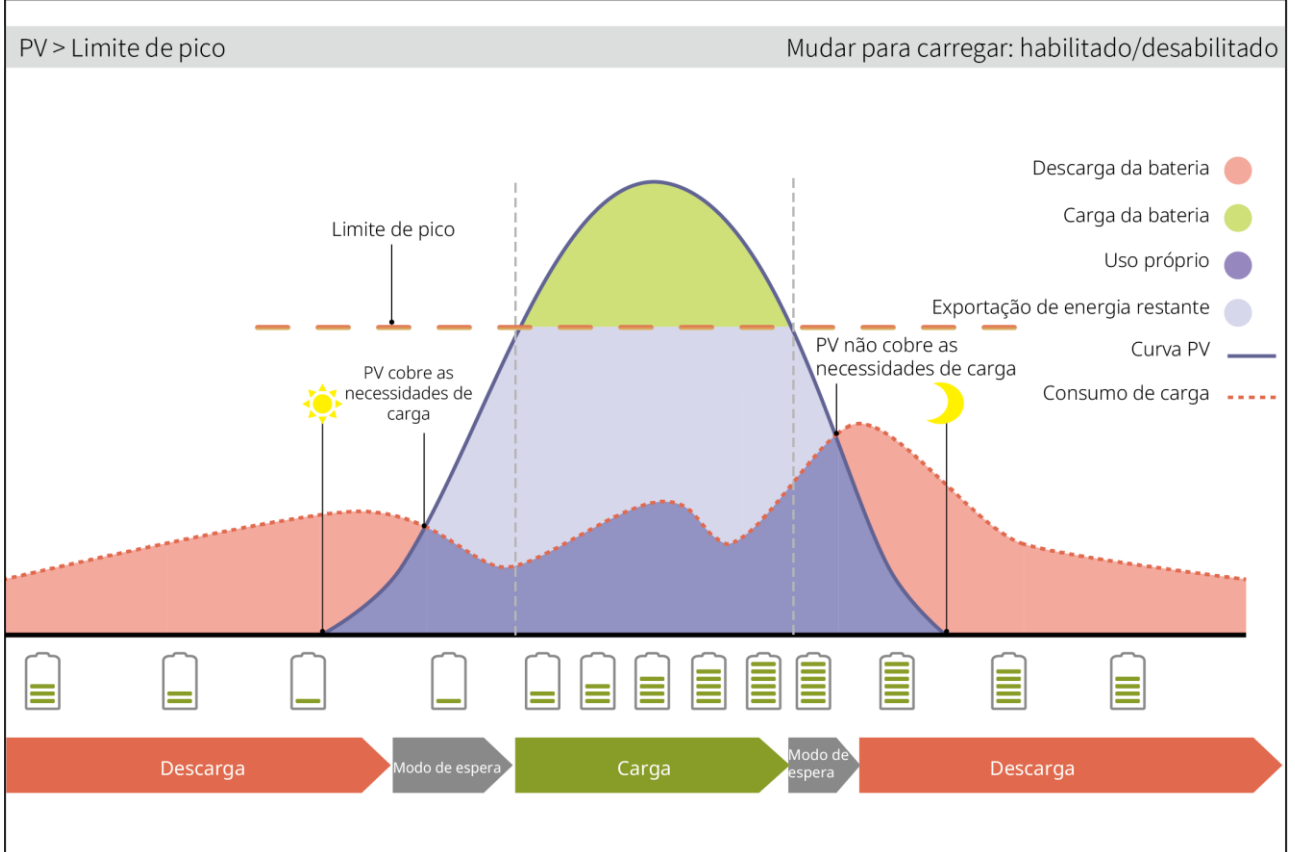 PV > Limite de pico
Mudar para carregar: habilitado/desabilitado
Descarga da bateria
Carga da bateria
Uso próprio
Exportação de energia restante
Curva PV
Consumo de carga
Limite de pico
PV cobre as
necessidades de
carga
PV não cobre as
necessidades de carga
Descarga
Modo de espera
Carga
Modo de
espera
Descarga